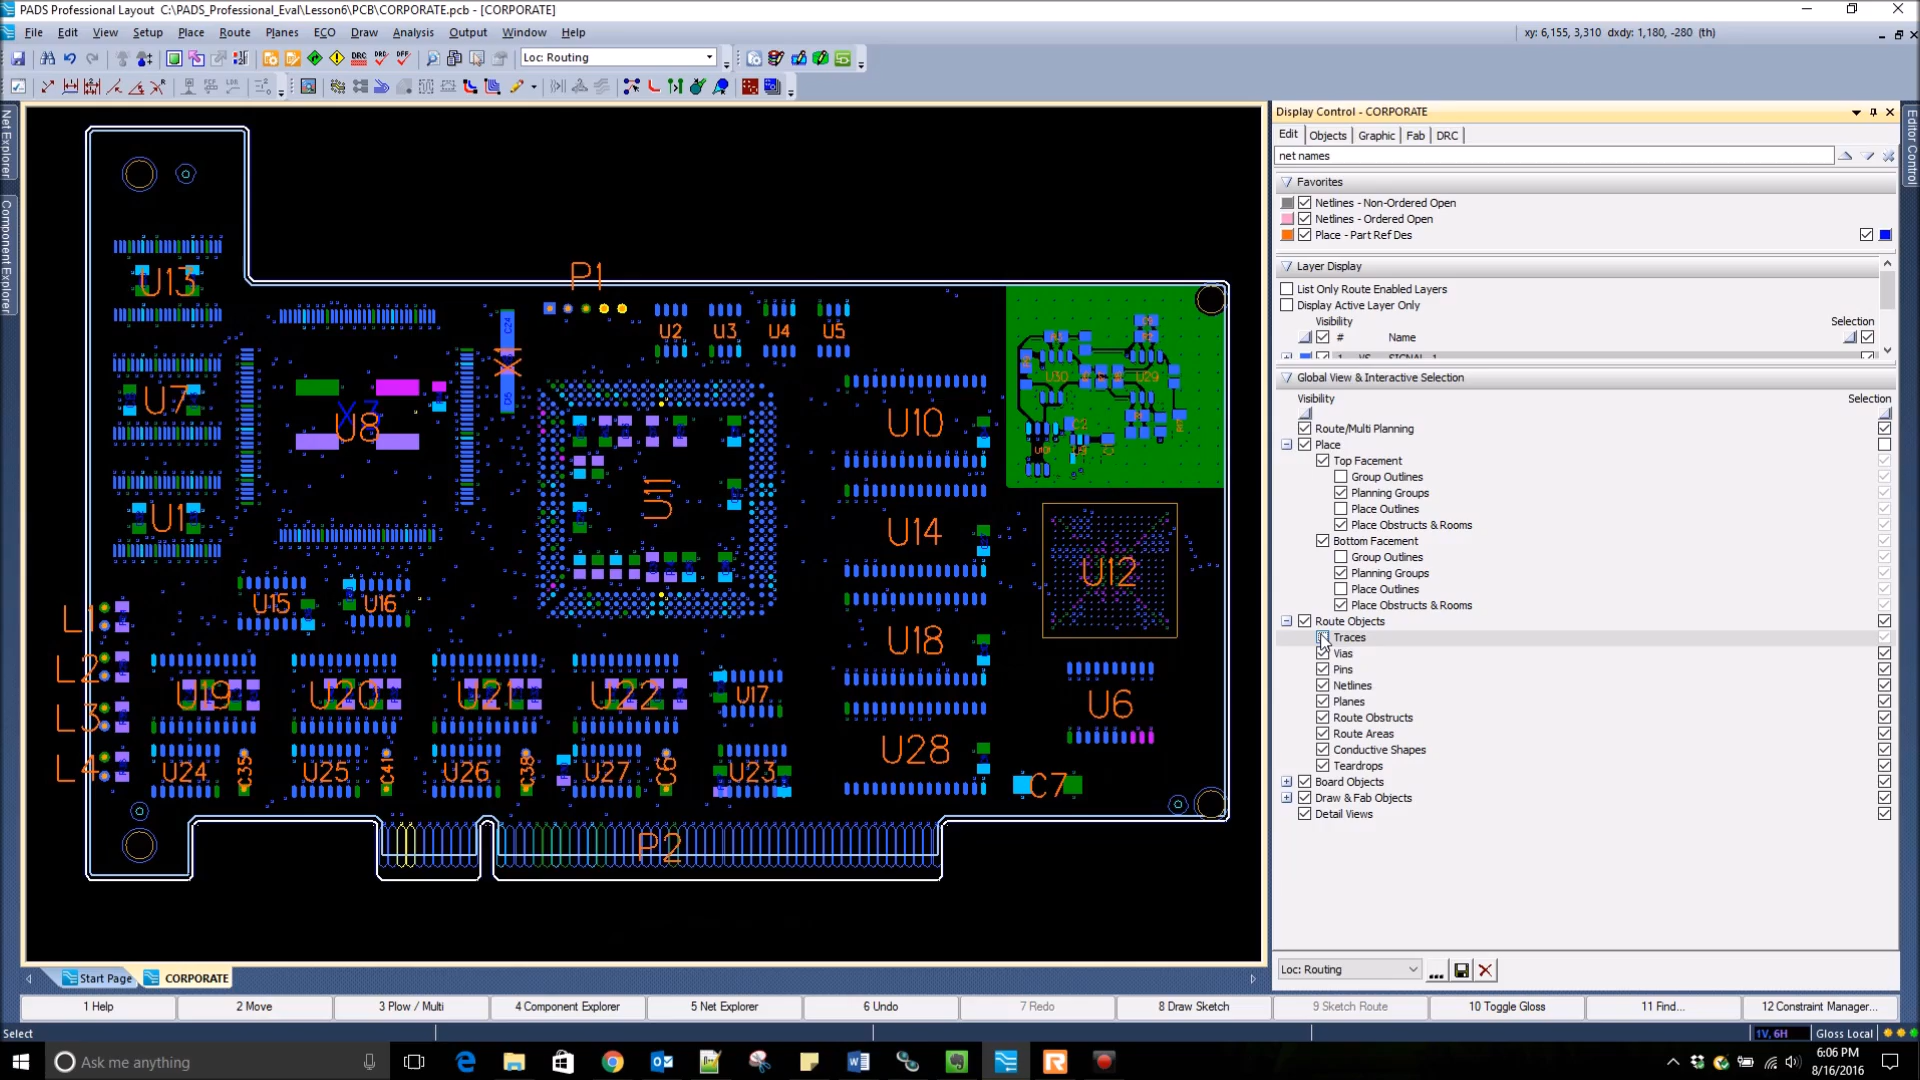 PADS Professional Layout C:\PADS_Professional_Eval\Lesson6\PCB\CORPORATE.pcb - [CORPORATE]
File Edit View Setup Place Route Planes ECO Draw Analysis Output Window Help
xy: 6,155, 3,310 dxdy: 1,180, -280 (th)
Loc: Routing
Net Explorer
Component Explorer
Editor Control
Display Control - CORPORATE
Edit Objects Graphic Fab DRC
net names
Favorites
Netlines - Non-Ordered Open
Netlines - Ordered Open
Place - Part Ref Des
Layer Display
List Only Route Enabled Layers
Display Active Layer Only
Visibility Selection
# Name
Global View & Interactive Selection
Visibility Selection
Route/Multi Planning
Place
Top Facement
Group Outlines
Planning Groups
Place Outlines
Place Obstructs & Rooms
Bottom Facement
Group Outlines
Planning Groups
Place Outlines
Place Obstructs & Rooms
Route Objects
Traces
Vias
Pins
Netlines
Planes
Route Obstructs
Route Areas
Conductive Shapes
Teardrops
Board Objects
Draw & Fab Objects
Detail Views
Loc: Routing
U13
P1
U2 U3 U4 U5
X1
C24
U30 U29
U7
U8
U10
C2
U11
U1
U14
U12
U15 U16
L1
U18
L2
U19 U20 U21 U22 U17
U6
L3
L4
U24 C35 U25 C41 U26 C38 U27 C6 U23
U28
C7
P2
Start Page CORPORATE
1 Help 2 Move 3 Plow / Multi 4 Component Explorer 5 Net Explorer 6 Undo 7 Redo 8 Draw Sketch 9 Sketch Route 10 Toggle Gloss 11 Find... 12 Constraint Manager...
Select
1V, 6H Gloss Local
Ask me anything
6:06 PM
8/16/2016